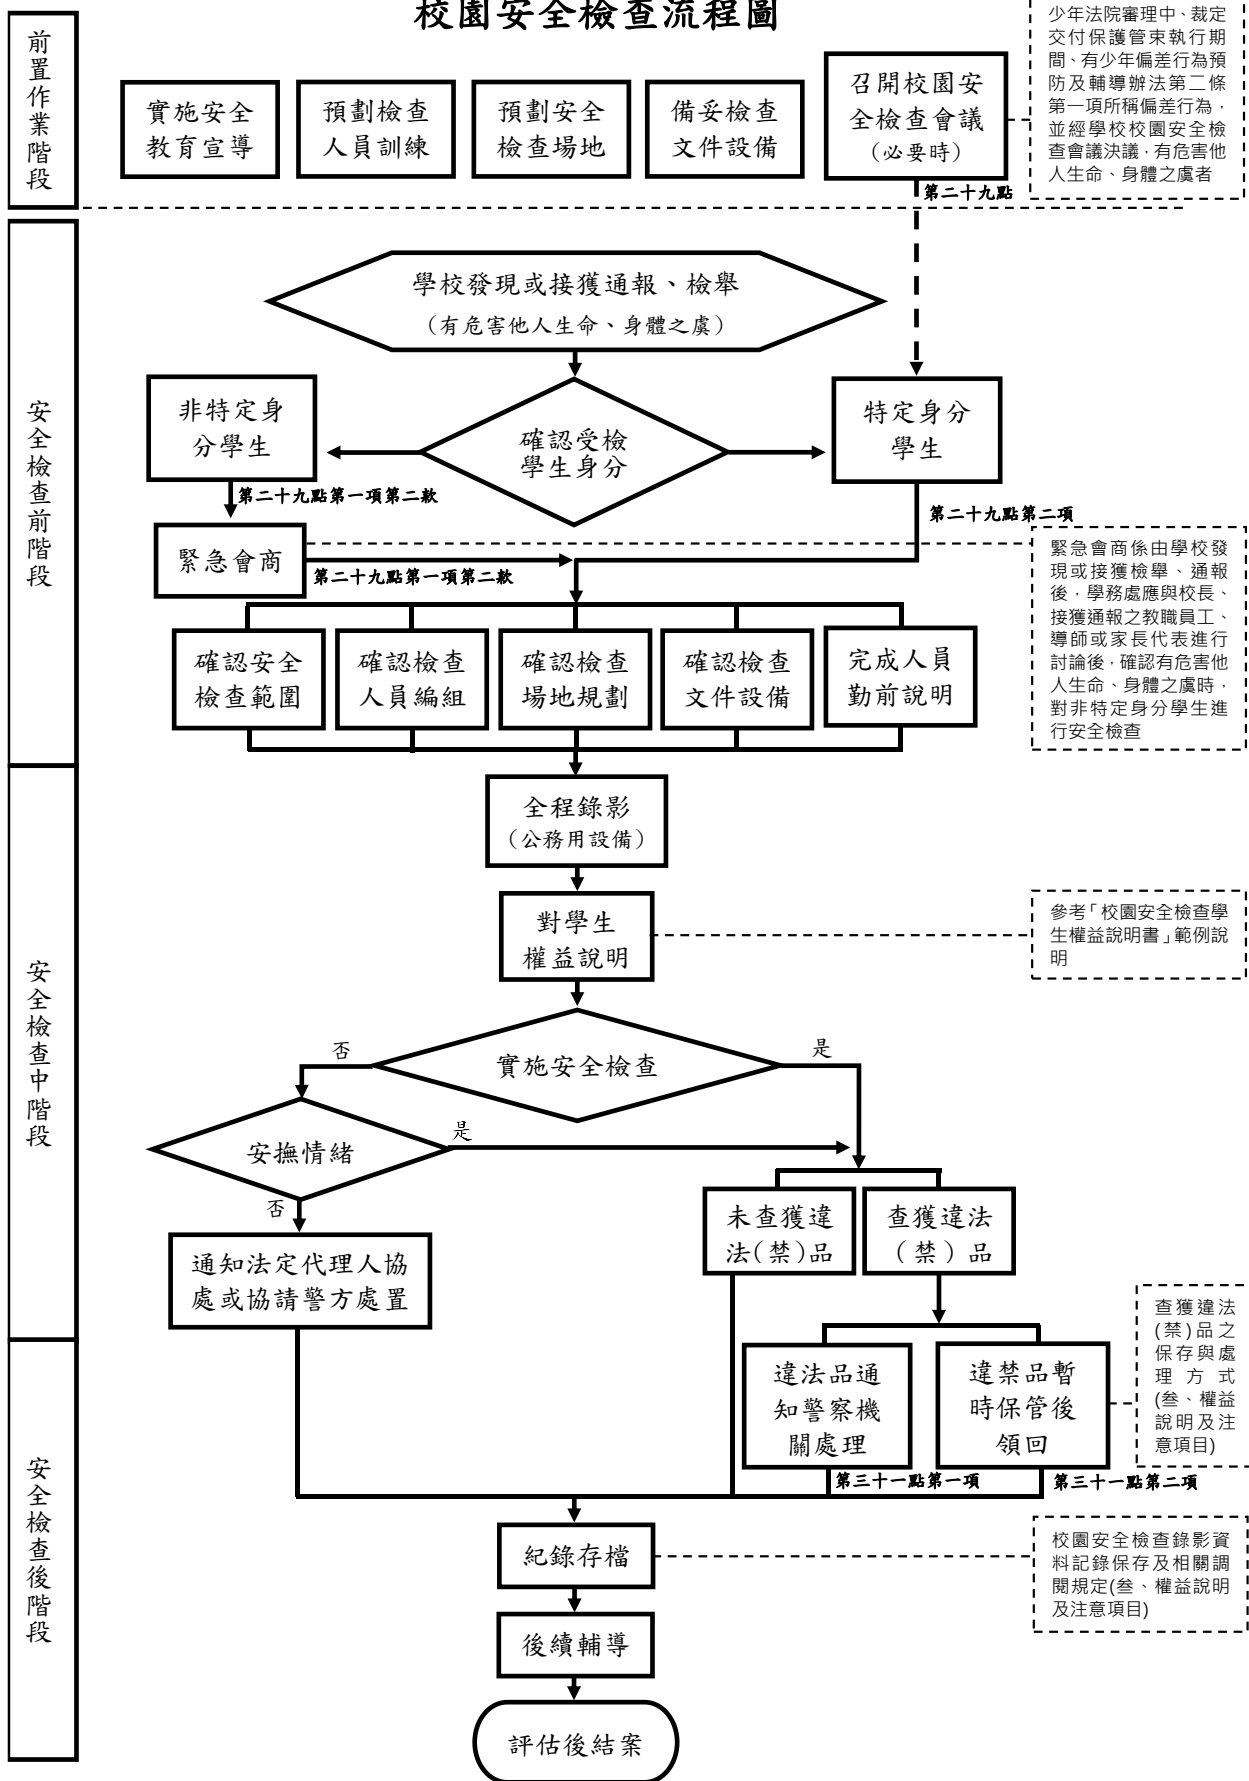 校園安全檢查流程圖
前置作業階段
實施安全
教育宣導
預劃檢查
人員訓練
預劃安全
檢查場地
備妥檢查
文件設備
召開校園安
全檢查會議
(必要時)
少年法院審理中、裁定
交付保護管束執行期
間、有少年偏差行為預
防及輔導辦法第二條
第一項所稱偏差行為，
並經學校校園安全檢
查會議決議，有危害他
人生命、身體之虞者
第二十九點
安全檢查前階段
學校發現或接獲通報、檢舉
（有危害他人生命、身體之虞）
非特定身
分學生
確認受檢
學生身分
特定身分
學生
第二十九點第一項第二款
第二十九點第二項
緊急會商
第二十九點第一項第二款
緊急會商係由學校發
現或接獲檢舉、通報
後，學務處應與校長、
接獲通報之教職員工、
導師或家長代表進行
討論後，確認有危害他
人生命、身體之虞時，
對非特定身分學生進
行安全檢查
確認安全
檢查範圍
確認檢查
人員編組
確認檢查
場地規劃
確認檢查
文件設備
完成人員
勤前說明
安全檢查中階段
全程錄影
（公務用設備）
對學生
權益說明
參考「校園安全檢查學
生權益說明書」範例說
明
實施安全檢查
否
是
安撫情緒
是
否
未查獲違
法(禁)品
查獲違法
（禁）品
通知法定代理人協
處或協請警方處置
安全檢查後階段
違法品通
知警察機
關處理
違禁品暫
時保管後
領回
查獲違法
(禁)品之
保存與處
理方式
(叁、權益
說明及注
意項目)
第三十一點第一項
第三十一點第二項
紀錄存檔
校園安全檢查錄影資
料記錄保存及相關調
閱規定(叁、權益說明
及注意項目)
後續輔導
評估後結案